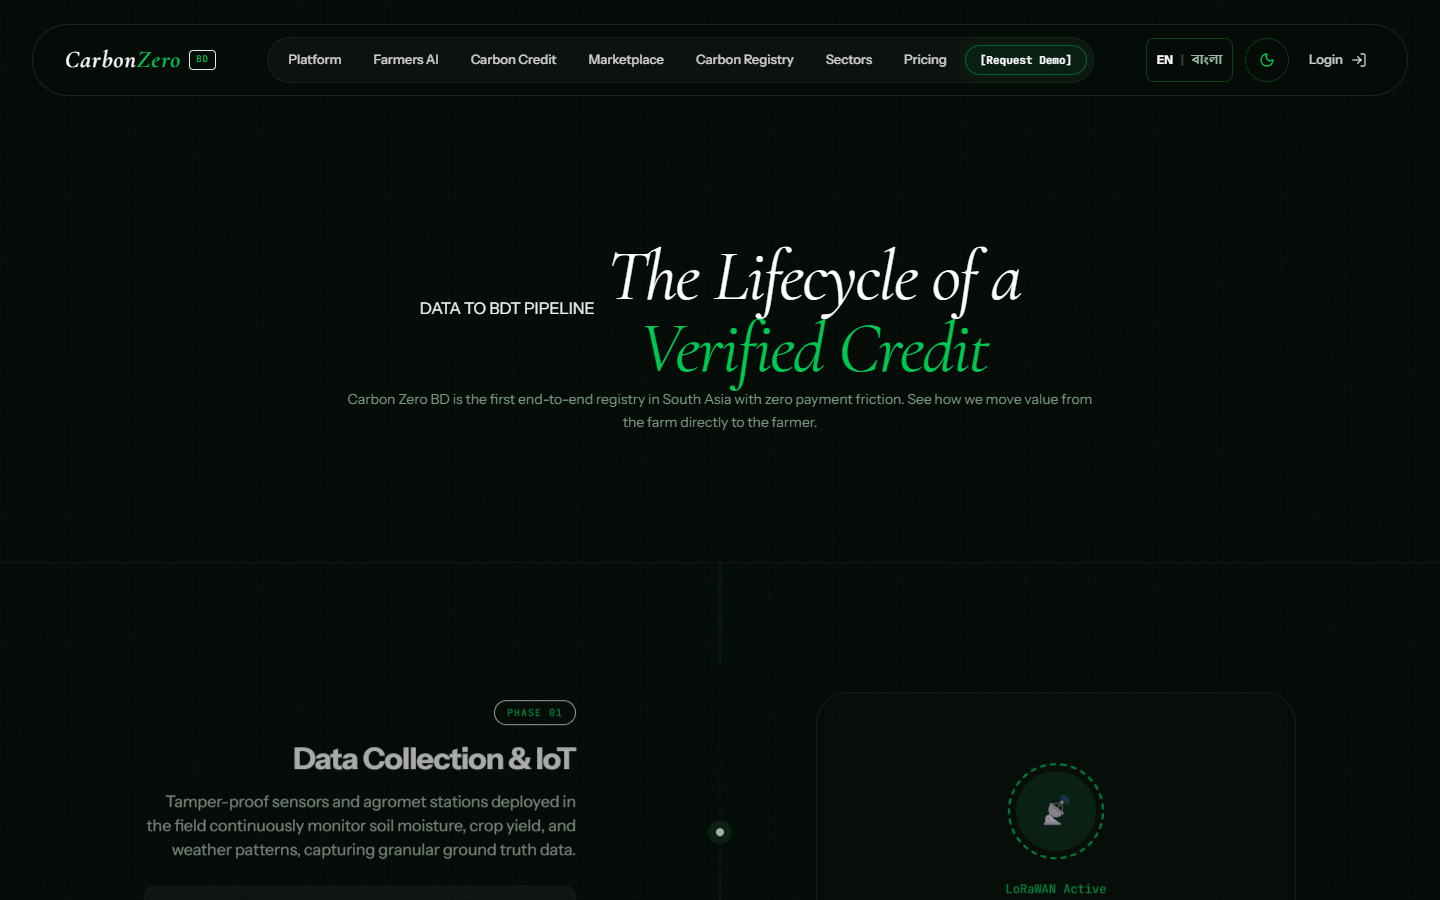 CarbonZero BD
Platform
Farmers AI
Carbon Credit
Marketplace
Carbon Registry
Sectors
Pricing
[Request Demo]
EN | বাংলা
Login
DATA TO BDT PIPELINE
The Lifecycle of a
Verified Credit
Carbon Zero BD is the first end-to-end registry in South Asia with zero payment friction. See how we move value from
the farm directly to the farmer.
PHASE 01
Data Collection & IoT
Tamper-proof sensors and agromet stations deployed in
the field continuously monitor soil moisture, crop yield, and
weather patterns, capturing granular ground truth data.
LoRaWAN Active